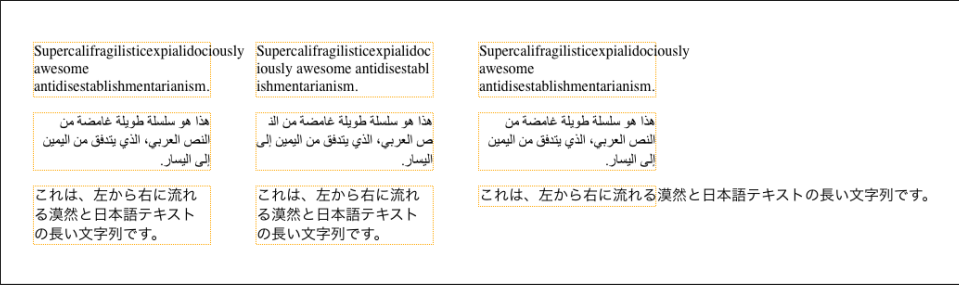 Supercalifragilisticexpialidociously
awesome
antidisestablishmentarianism.
هذا هو سلسلة طويلة غامضة من
النص العربي، الذي يتدفق من اليمين
إلى اليسار.
これは、左から右に流れ
る漠然と日本語テキスト
の長い文字列です。
Supercalifragilisticexpialidoc
iously awesome antidisestabl
ishmentarianism.
هذا هو سلسلة طويلة غامضة من الن
ص العربي، الذي يتدفق من اليمين إلى
اليسار.
これは、左から右に流れ
る漠然と日本語テキスト
の長い文字列です。
Supercalifragilisticexpialidociously
awesome
antidisestablishmentarianism.
هذا هو سلسلة طويلة غامضة من
النص العربي، الذي يتدفق من اليمين
إلى اليسار.
これは、左から右に流れる漠然と日本語テキストの長い文字列です。